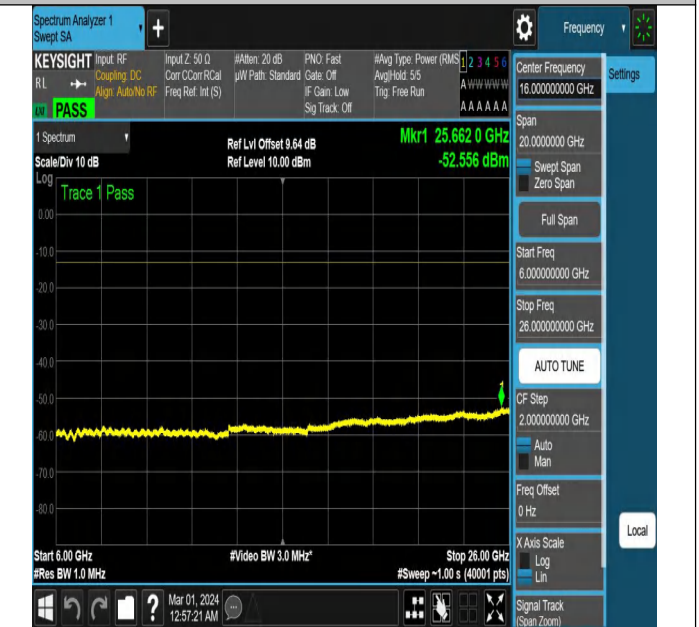 Spectrum Analyzer 1
Swept SA
Frequency
KEYSIGHT
RL
PASS
Input: RF
Coupling: DC
Align: Auto/No RF
Input Z: 50 Ω
Corr CCorr RCal
Freq Ref: Int (S)
#Atten: 20 dB
µW Path: Standard
PNO: Fast
Gate: Off
IF Gain: Low
Sig Track: Off
#Avg Type: Power (RMS
Avg|Hold: 5/5
Trig: Free Run
1 2 3 4 5 6
A W W W W W
A A A A A A
1 Spectrum
Scale/Div 10 dB
Log
Ref Lvl Offset 9.64 dB
Ref Level 10.00 dBm
Mkr1 25.662 0 GHz
-52.556 dBm
Trace 1 Pass
0.00
-10.0
-20.0
-30.0
-40.0
-50.0
-60.0
-70.0
-80.0
1
Start 6.00 GHz
#Res BW 1.0 MHz
#Video BW 3.0 MHz*
Stop 26.00 GHz
#Sweep ~1.00 s (40001 pts)
?
Mar 01, 2024
12:57:21 AM
Center Frequency
16.000000000 GHz
Settings
Span
20.0000000 GHz
Swept Span
Zero Span
Full Span
Start Freq
6.000000000 GHz
Stop Freq
26.000000000 GHz
AUTO TUNE
CF Step
2.000000000 GHz
Auto
Man
Freq Offset
0 Hz
X Axis Scale
Log
Lin
Local
Signal Track
(Span Zoom)